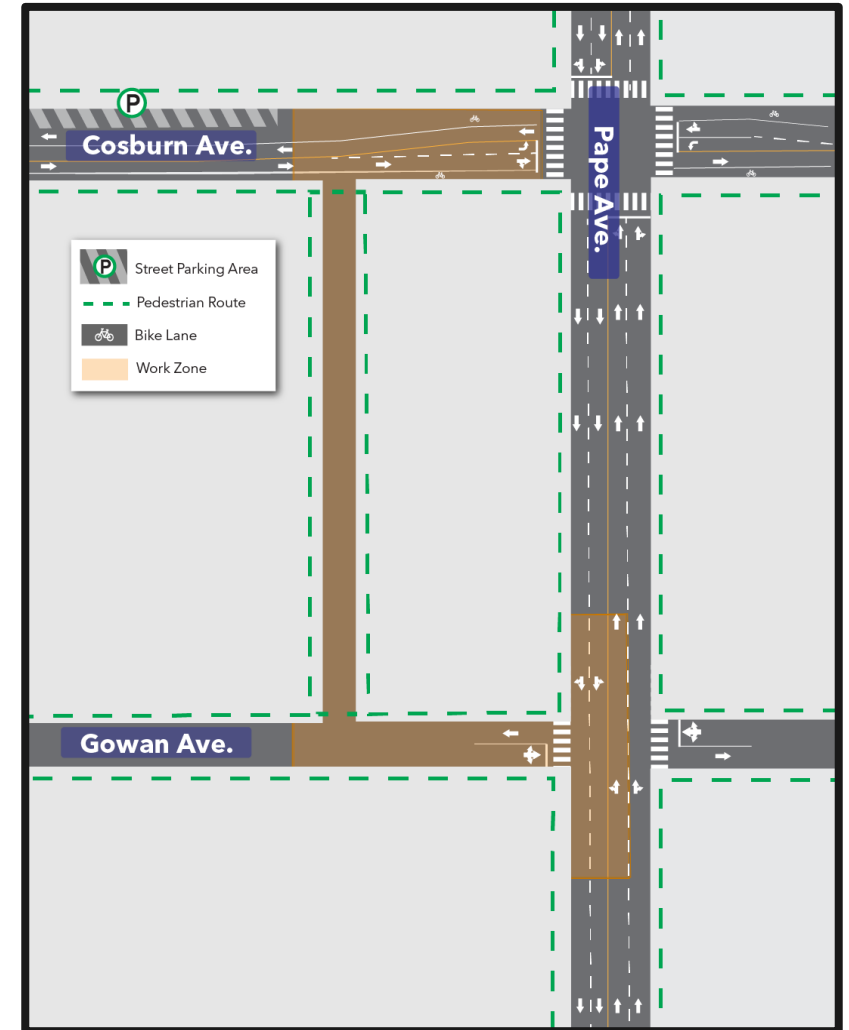 P
Cosburn Ave.
Pape Ave.
P Street Parking Area
Pedestrian Route
Bike Lane
Work Zone
Gowan Ave.